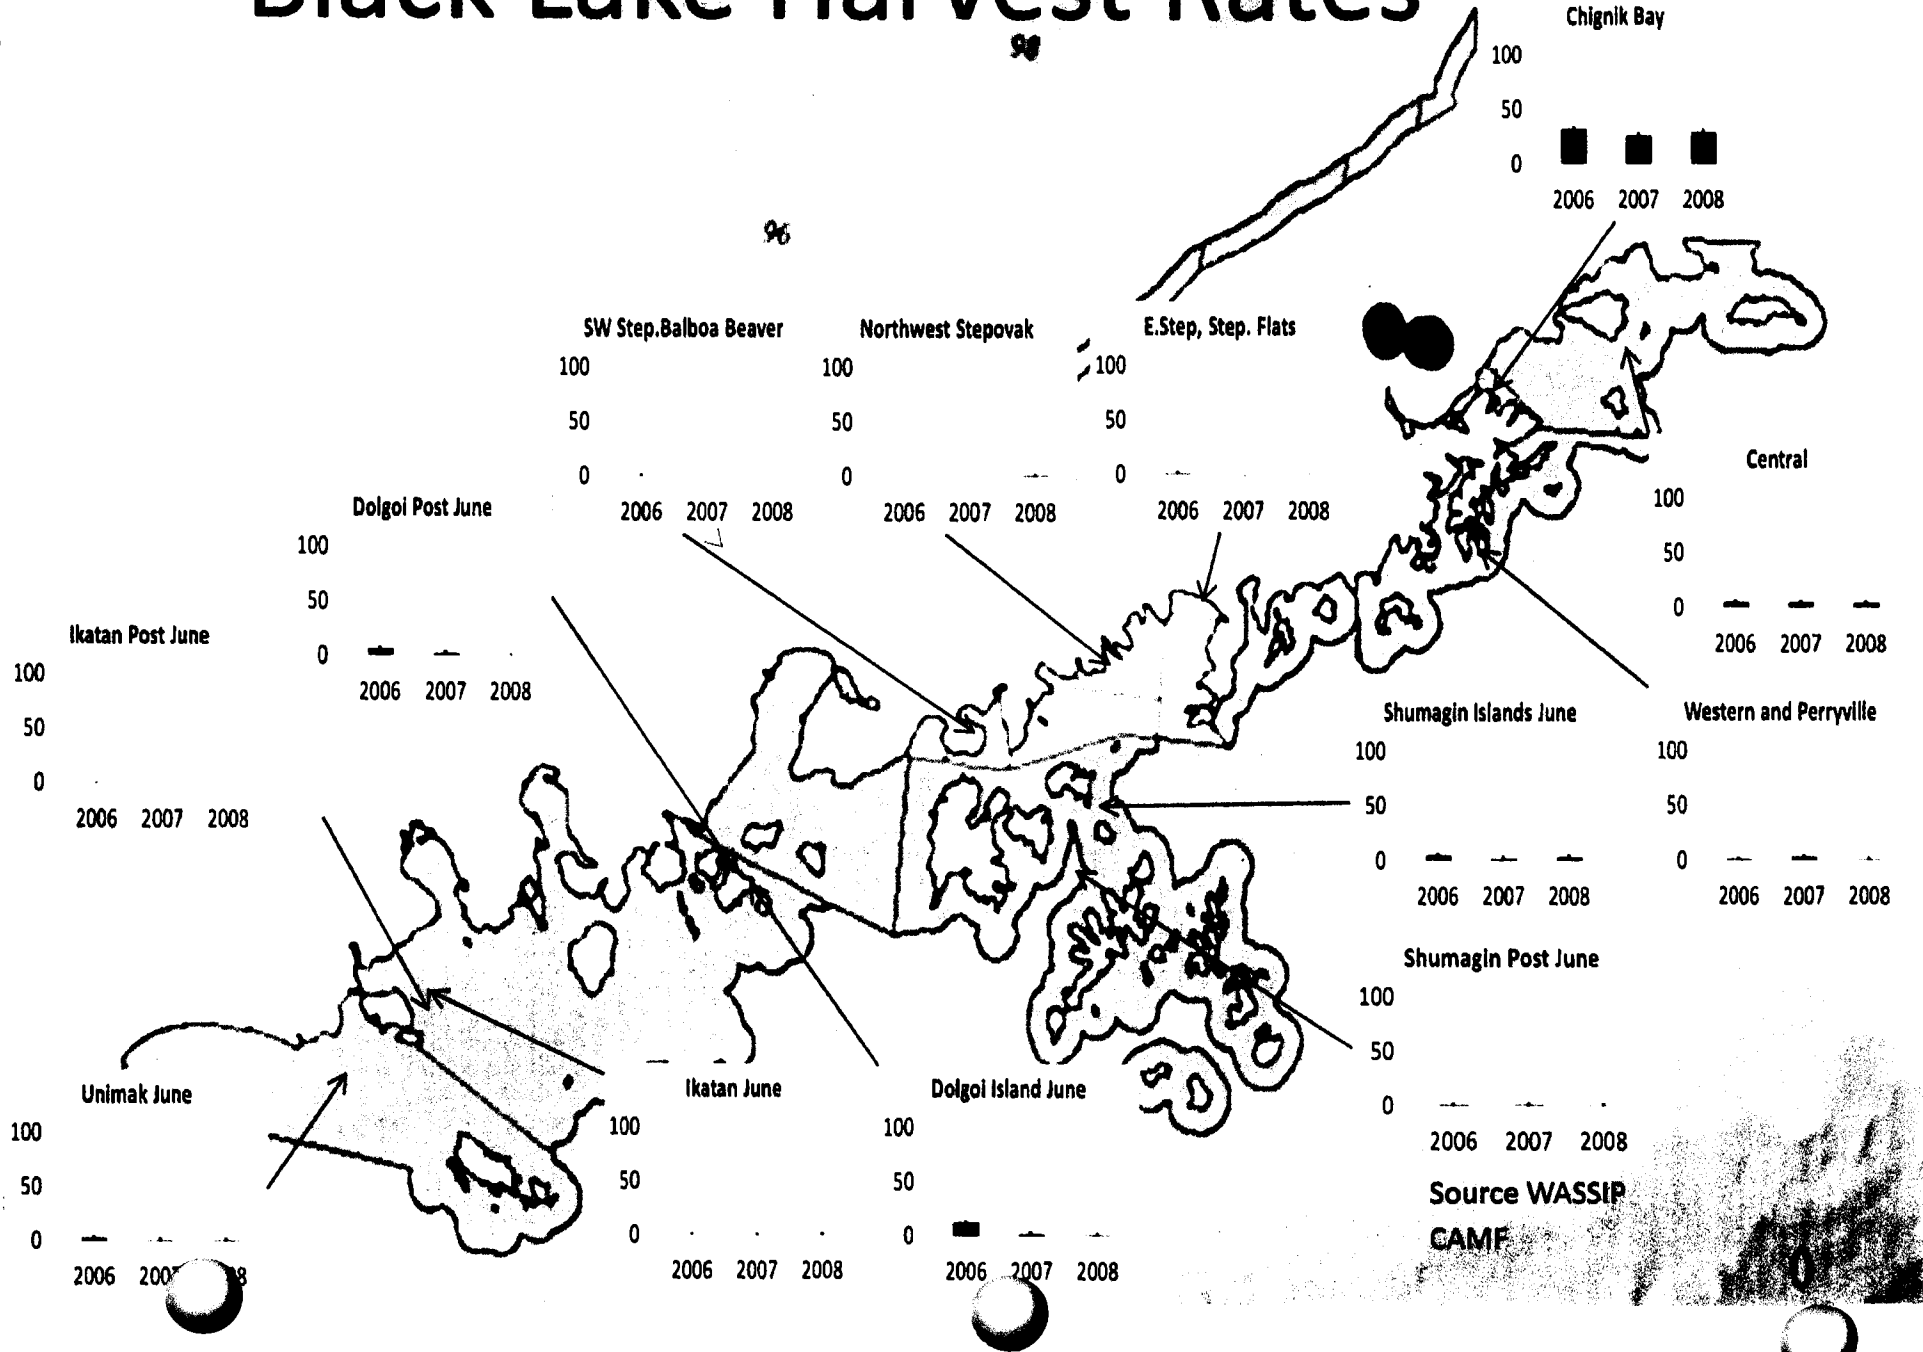 Black Lake Harvest Rates
Chignik Bay
100
50
0
2006 2007 2008
98
96
SW Step.Balboa Beaver
100
50
0
2006 2007 2008
Northwest Stepovak
100
50
0
2006 2007 2008
E.Step, Step. Flats
100
50
0
2006 2007 2008
Central
100
50
0
2006 2007 2008
Dolgoi Post June
100
50
0
2006 2007 2008
Ikatan Post June
100
50
0
2006 2007 2008
Shumagin Islands June
100
50
0
2006 2007 2008
Western and Perryville
100
50
0
2006 2007 2008
Shumagin Post June
100
50
0
2006 2007 2008
Unimak June
100
50
0
2006
Ikatan June
100
50
0
2006 2007 2008
Dolgoi Island June
100
50
0
2006 2007 2008
Source WASSIP
CAMF